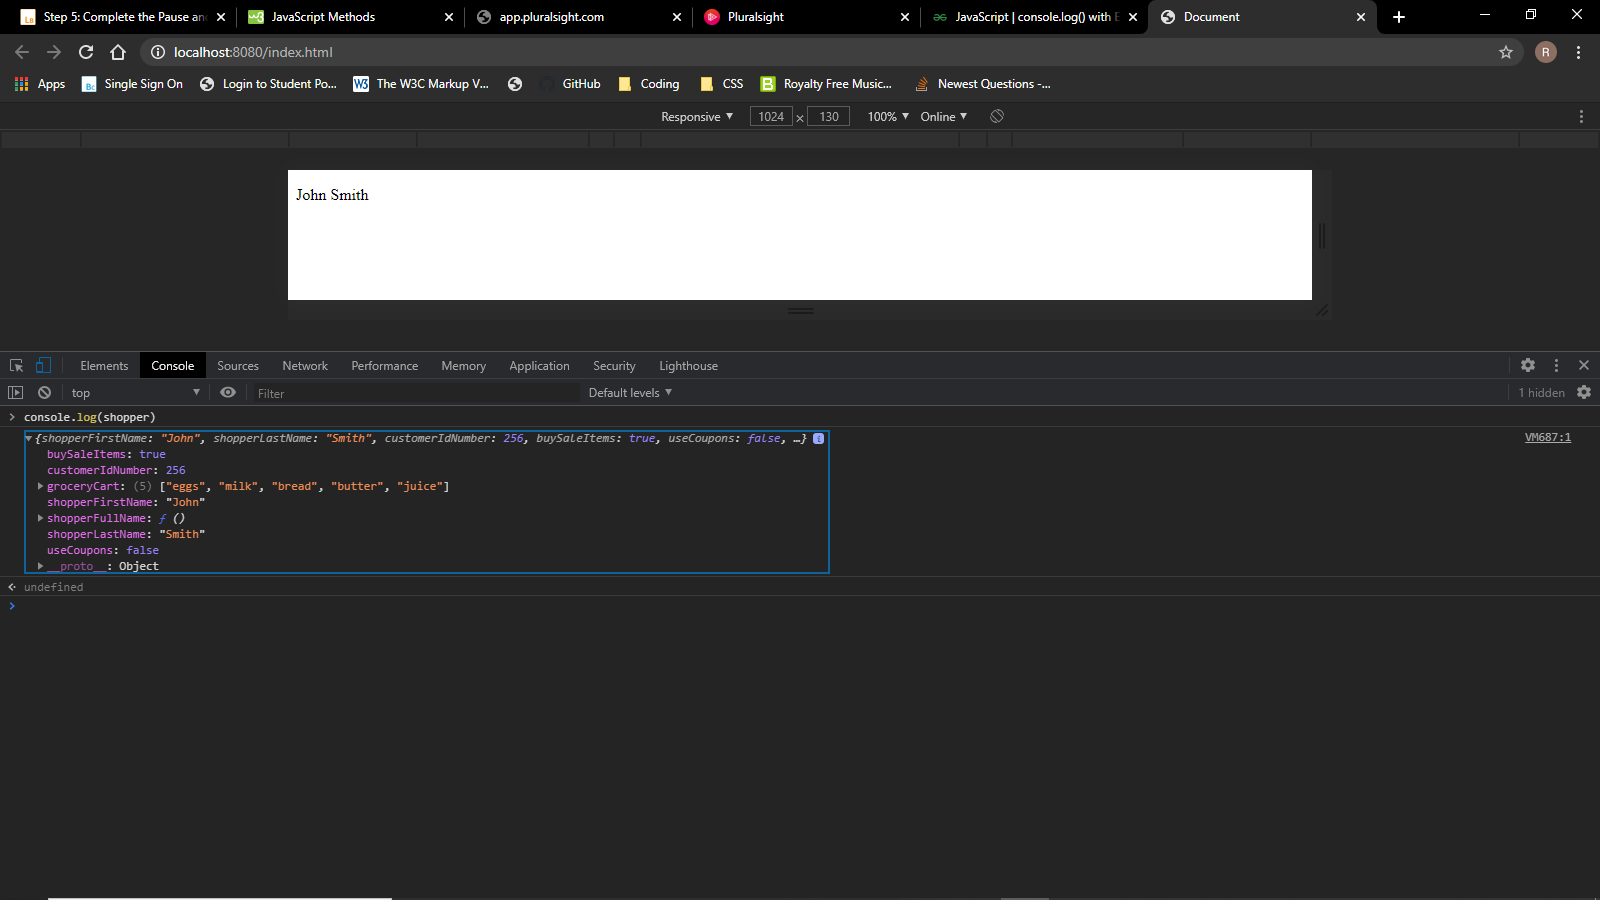 Step 5: Complete the Pause an
JavaScript Methods
app.pluralsight.com
Pluralsight
JavaScript | console.log() with E
Document
localhost:8080/index.html
R
Apps
Single Sign On
Login to Student Po...
The W3C Markup V...
GitHub
Coding
CSS
Royalty Free Music...
Newest Questions -...
Responsive ▼ 1024 × 130 100% ▼ Online ▼
John Smith
Elements Console Sources Network Performance Memory Application Security Lighthouse
top ▼ Filter Default levels ▼ 1 hidden
> console.log(shopper)
▼{shopperFirstName: "John", shopperLastName: "Smith", customerIdNumber: 256, buySaleItems: true, useCoupons: false, …} i VM687:1
buySaleItems: true
customerIdNumber: 256
▶groceryCart: (5) ["eggs", "milk", "bread", "butter", "juice"]
shopperFirstName: "John"
▶shopperFullName: ƒ ()
shopperLastName: "Smith"
useCoupons: false
▶__proto__: Object
undefined
>